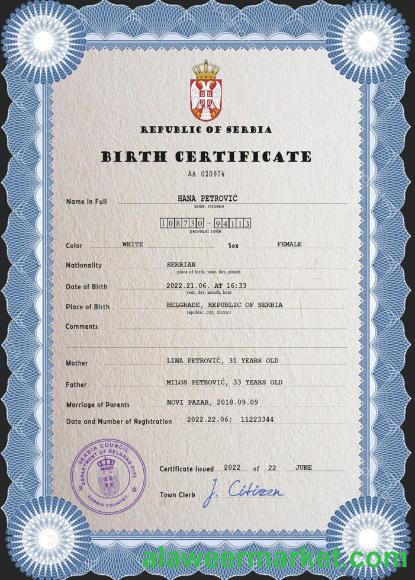 REPUBLIC OF SERBIA
BIRTH CERTIFICATE
AA 020974
Name In Full HANA PETROVIĆ
name, surname
108730-94113
personal code
Color WHITE Sex FEMALE
Nationality SERBIAN
place of birth, year, day, month
Date of Birth 2022.21.06. AT 16:33
year, day, month, hour
Place of Birth BELGRADE, REPUBLIC OF SERBIA
republic, city, district
Comments
Mother LINA PETROVIĆ, 31 YEARS OLD
Father MILOS PETROVIĆ, 33 YEARS OLD
Marriage of Parents NOVI PAZAR, 2018.09.09
Date and Number of Registration 2022.22.06; 11223344
SERBIA COUNCIL
DEPARTMENT OF BELGRAD CITY
SERBIA COUNCIL
Certificate Issued 2022 of 22 JUNE
Town Clerk J. Citizen
alaweermarket.com